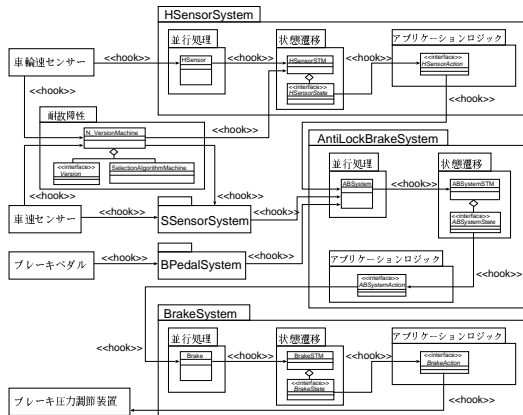 HSensorSystem
車輪速センサー
<<hook>>
並行処理
HSensor
<<hook>>
状態遷移
HSensorSTM
<<interface>>
HSensorState
<<hook>>
アプリケーションロジック
<<interface>>
HSensorAction
<<hook>>
<<hook>>
<<hook>>
耐故障性
N_VersionMachine
<<interface>>
Version
SelectionAlgorithmMachine
<<hook>>
<<hook>>
AntiLockBrakeSystem
並行処理
ABSystem
<<hook>>
状態遷移
ABSystemSTM
<<interface>>
ABSystemState
<<hook>>
車速センサー
<<hook>>
SSensorSystem
<<hook>>
ブレーキペダル
<<hook>>
BPedalSystem
<<hook>>
アプリケーションロジック
<<interface>>
ABSystemAction
<<hook>>
BrakeSystem
並行処理
Brake
<<hook>>
状態遷移
BrakeSTM
<<interface>>
BrakeState
<<hook>>
アプリケーションロジック
<<interface>>
BrakeAction
<<hook>>
ブレーキ圧力調節装置